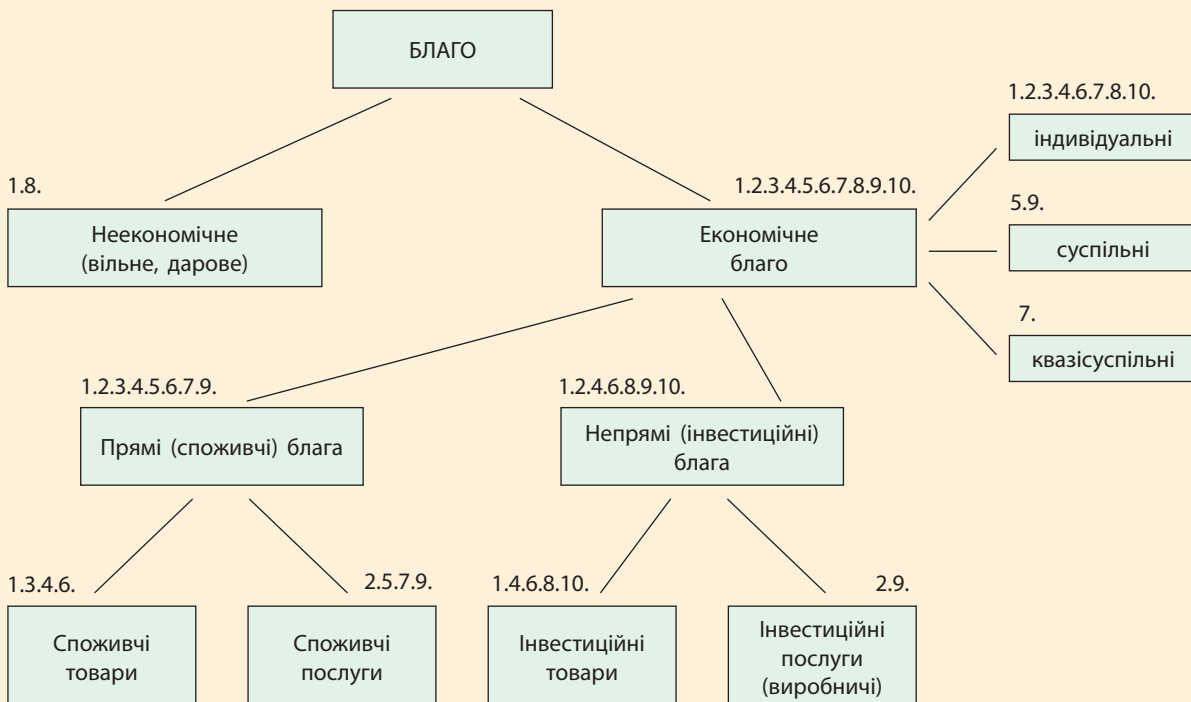 БЛАГО
1.2.3.4.6.7.8.10.
індивідуальні
1.8.
Неекономічне
(вільне, дарове)
1.2.3.4.5.6.7.8.9.10.
Економічне
благо
5.9.
суспільні
7.
квазісуспільні
1.2.3.4.5.6.7.9.
Прямі (споживчі) блага
1.2.4.6.8.9.10.
Непрямі (інвестиційні)
блага
1.3.4.6.
Споживчі
товари
2.5.7.9.
Споживчі
послуги
1.4.6.8.10.
Інвестиційні
товари
2.9.
Інвестиційні
послуги
(виробничі)